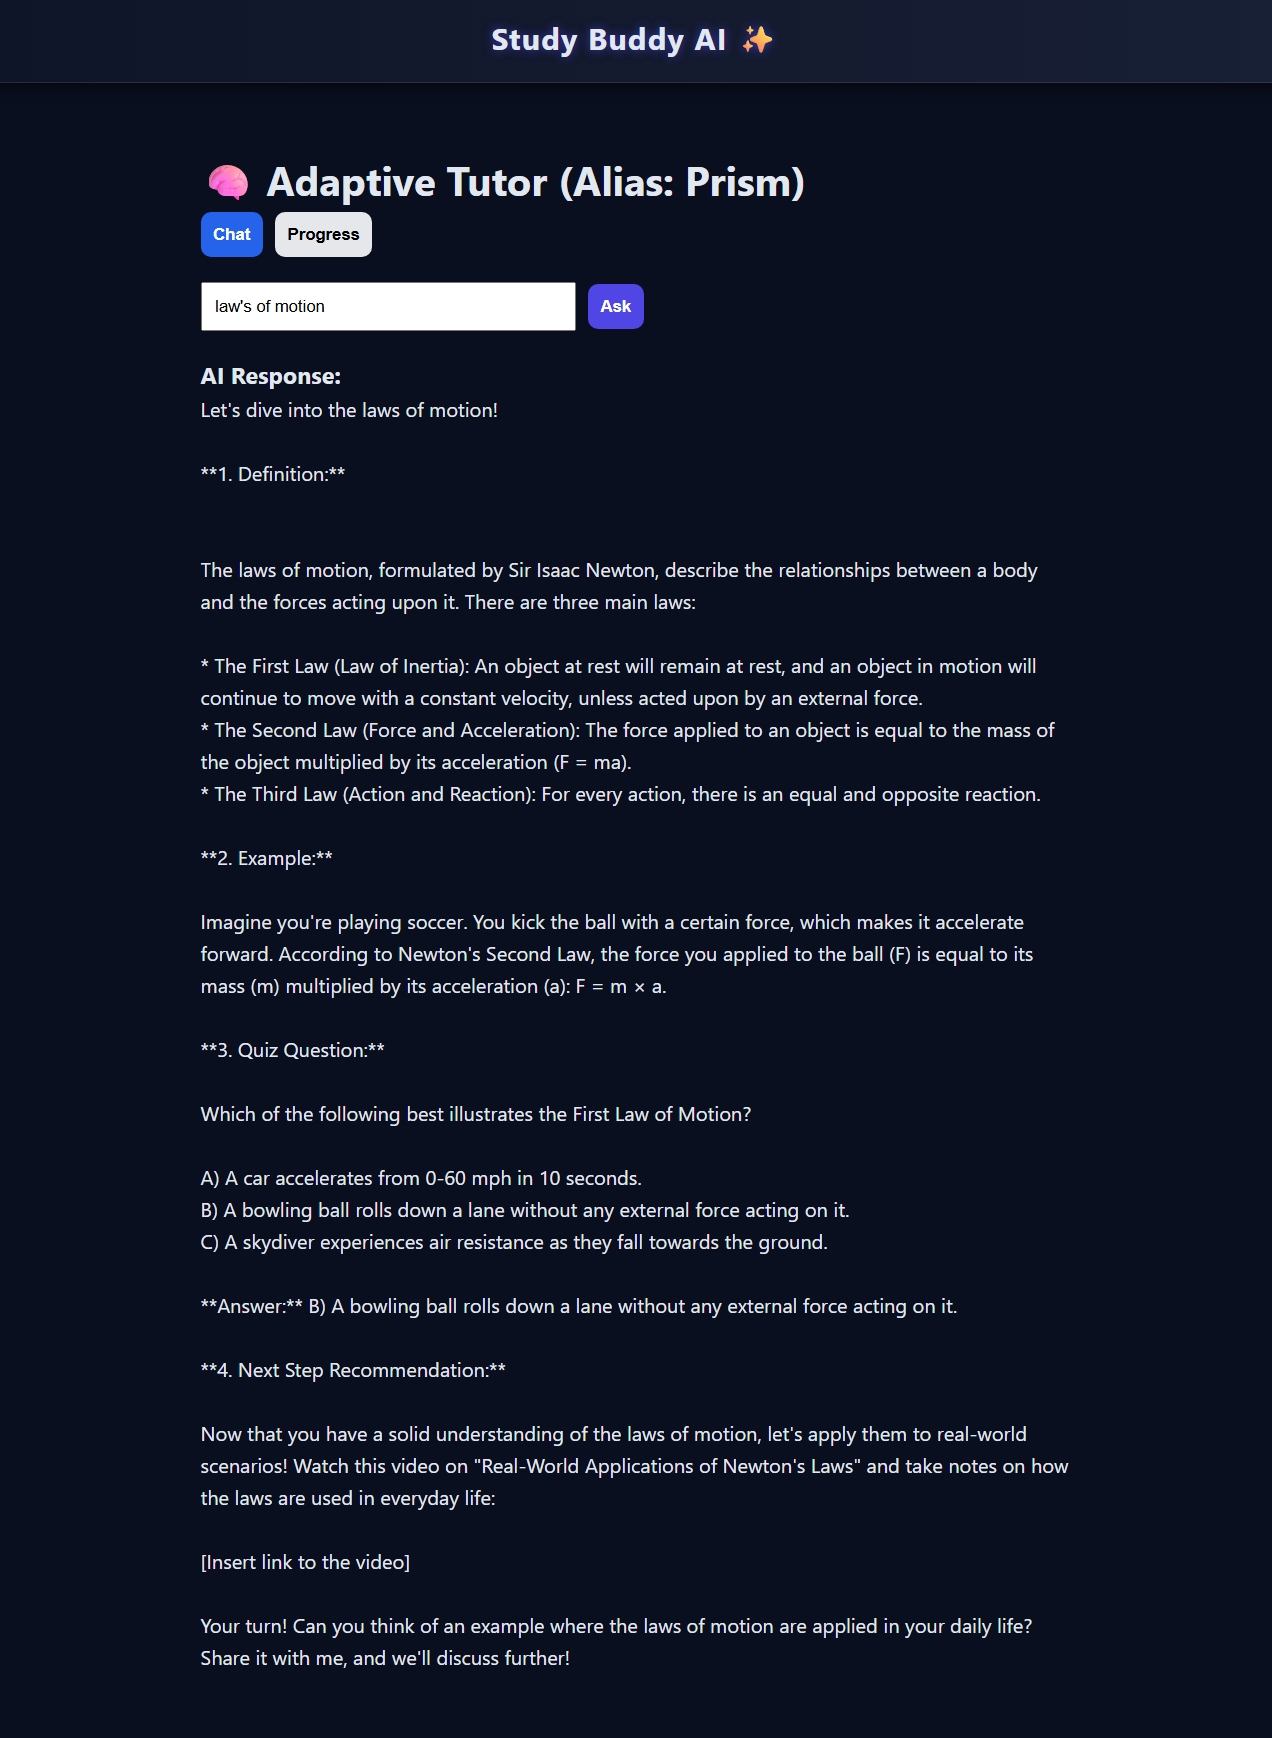 Study Buddy AI ✨
🧠 Adaptive Tutor (Alias: Prism)
Chat Progress
law's of motion Ask
AI Response:
Let's dive into the laws of motion!
**1. Definition:**
The laws of motion, formulated by Sir Isaac Newton, describe the relationships between a body
and the forces acting upon it. There are three main laws:
* The First Law (Law of Inertia): An object at rest will remain at rest, and an object in motion will
continue to move with a constant velocity, unless acted upon by an external force.
* The Second Law (Force and Acceleration): The force applied to an object is equal to the mass of
the object multiplied by its acceleration (F = ma).
* The Third Law (Action and Reaction): For every action, there is an equal and opposite reaction.
**2. Example:**
Imagine you're playing soccer. You kick the ball with a certain force, which makes it accelerate
forward. According to Newton's Second Law, the force you applied to the ball (F) is equal to its
mass (m) multiplied by its acceleration (a): F = m × a.
**3. Quiz Question:**
Which of the following best illustrates the First Law of Motion?
A) A car accelerates from 0-60 mph in 10 seconds.
B) A bowling ball rolls down a lane without any external force acting on it.
C) A skydiver experiences air resistance as they fall towards the ground.
**Answer:** B) A bowling ball rolls down a lane without any external force acting on it.
**4. Next Step Recommendation:**
Now that you have a solid understanding of the laws of motion, let's apply them to real-world
scenarios! Watch this video on "Real-World Applications of Newton's Laws" and take notes on how
the laws are used in everyday life:
[Insert link to the video]
Your turn! Can you think of an example where the laws of motion are applied in your daily life?
Share it with me, and we'll discuss further!